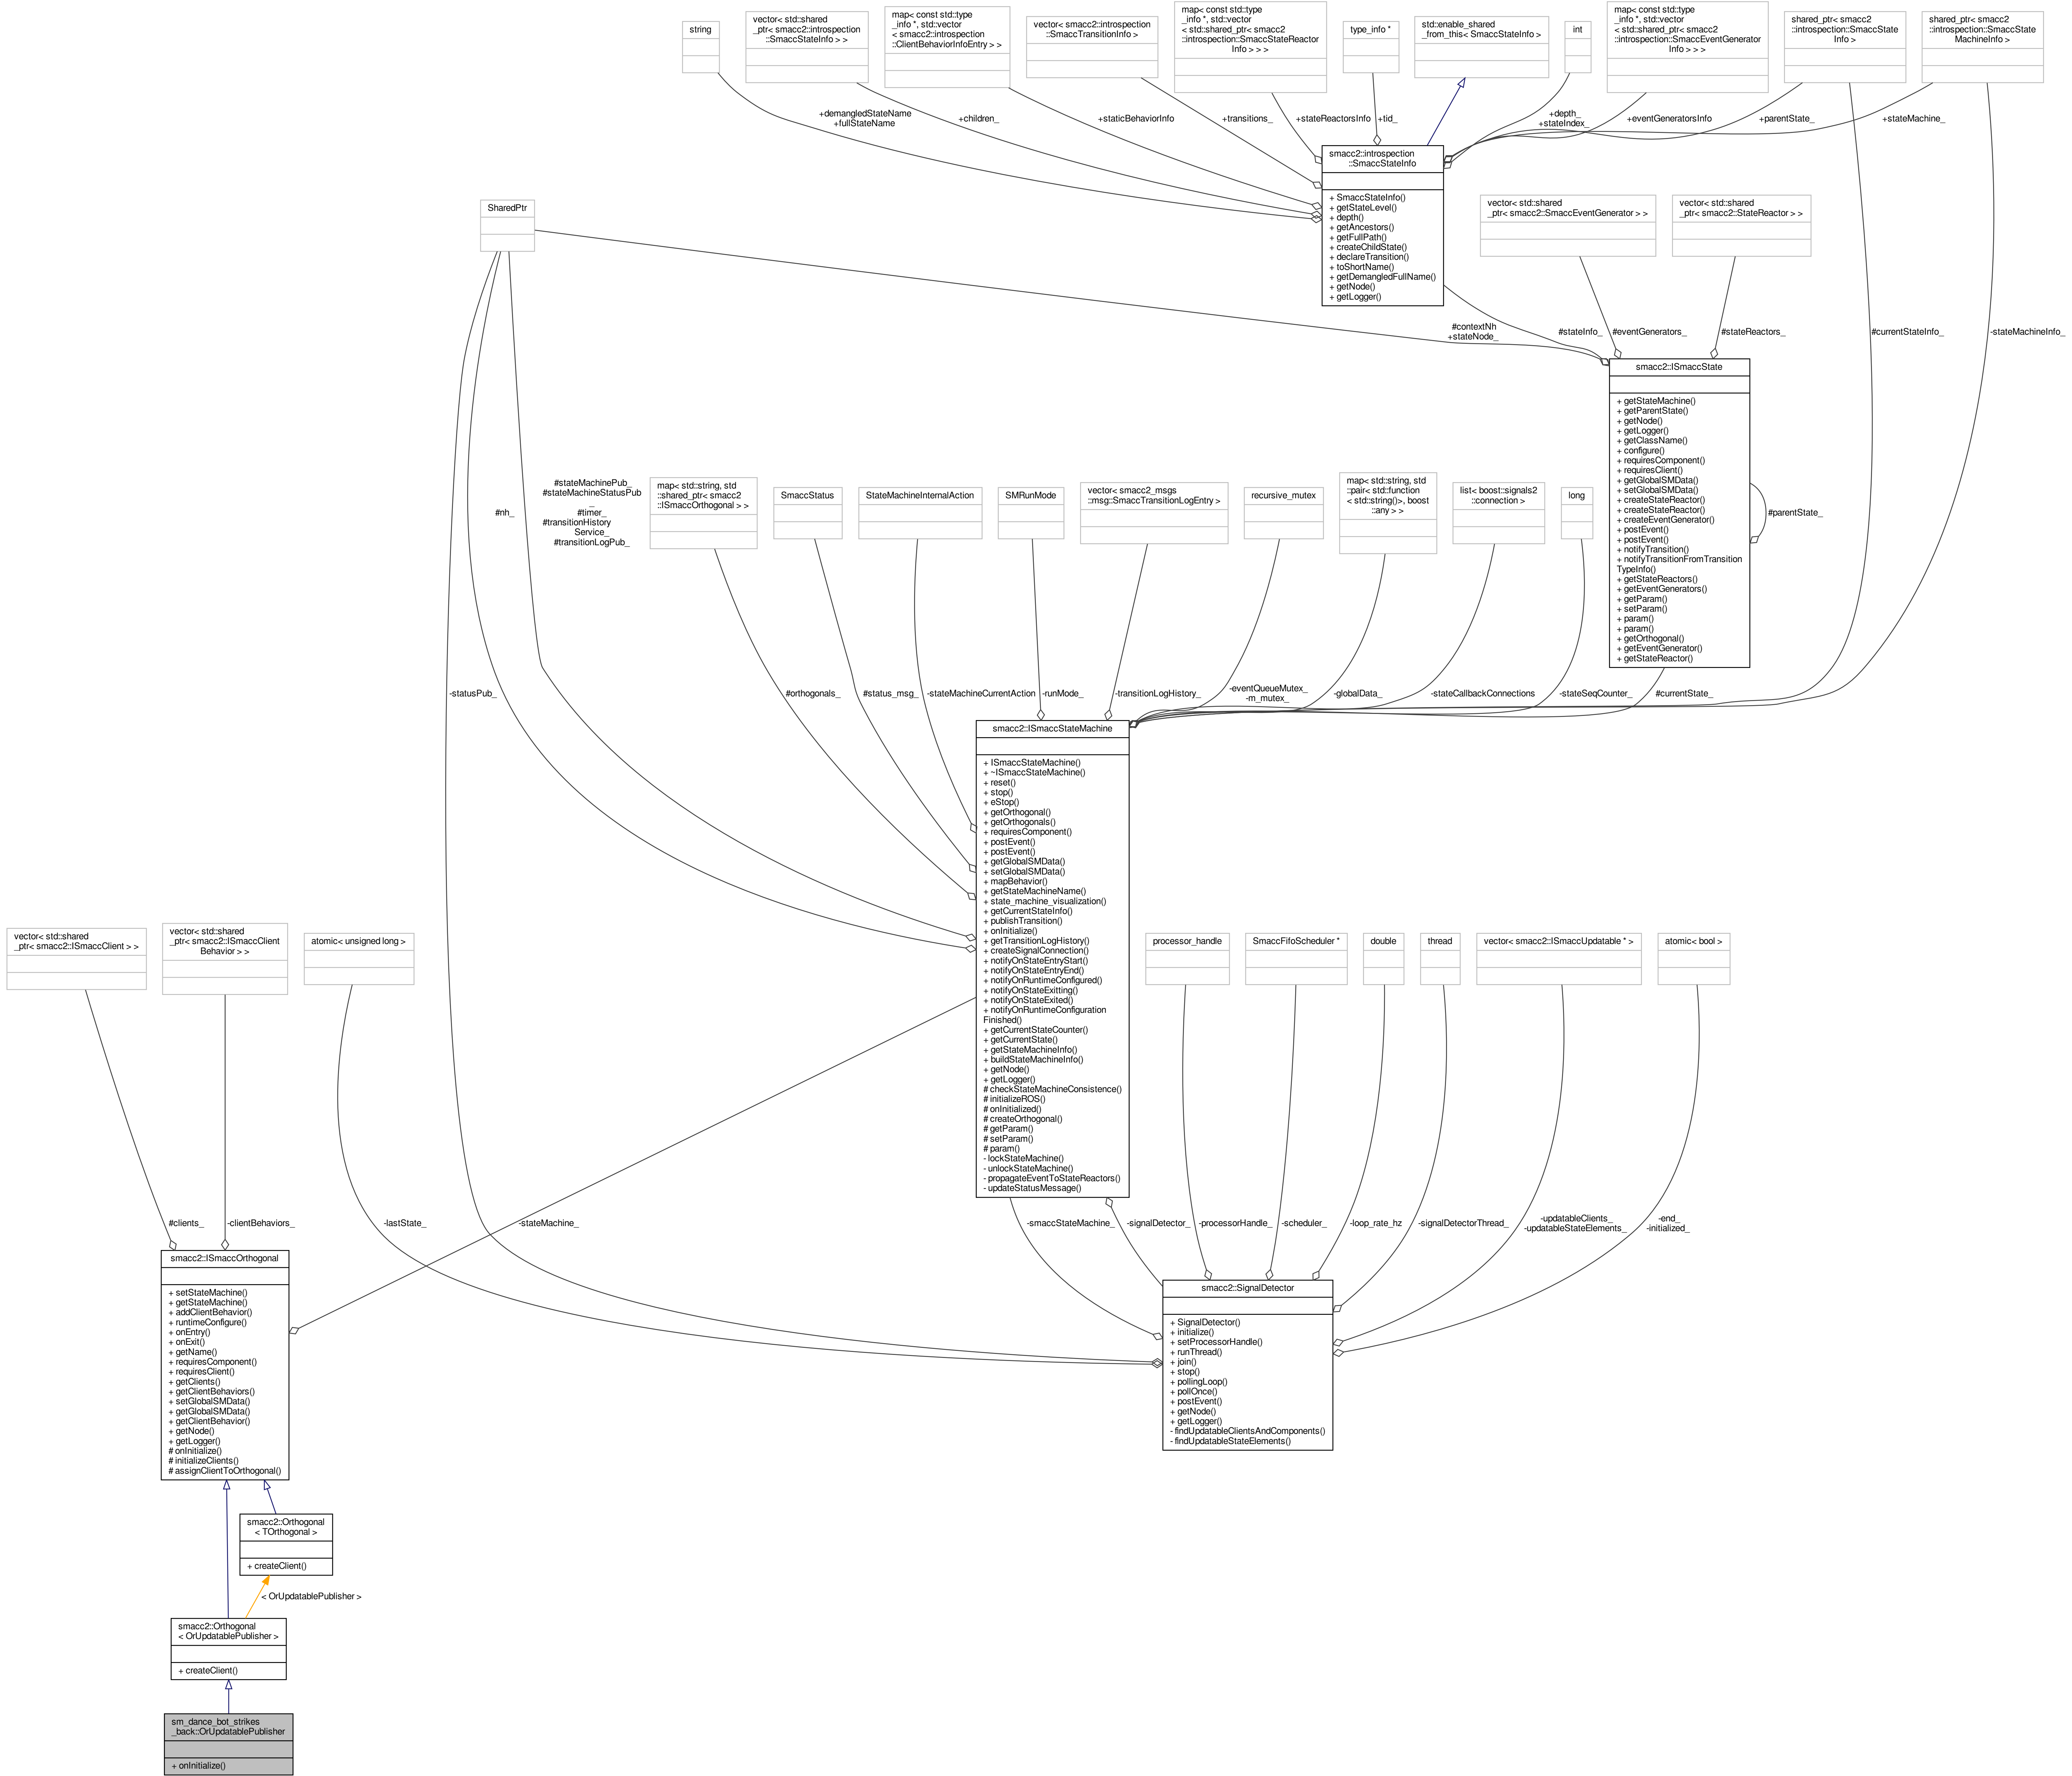 string
vector< std::shared
_ptr< smacc2::introspection
::SmaccStateInfo > >
map< const std::type
_info *, std::vector
< smacc2::introspection
::ClientBehaviorInfoEntry > >
vector< smacc2::introspection
::SmaccTransitionInfo >
map< const std::type
_info *, std::vector
< std::shared_ptr< smacc2
::introspection::SmaccStateReactor
Info > > >
type_info *
std::enable_shared
_from_this< SmaccStateInfo >
int
map< const std::type
_info *, std::vector
< std::shared_ptr< smacc2
::introspection::SmaccEventGenerator
Info > > >
shared_ptr< smacc2
::introspection::SmaccState
Info >
shared_ptr< smacc2
::introspection::SmaccState
MachineInfo >
+demangledStateName
+fullStateName
+children_
+staticBehaviorInfo
+transitions_
+stateReactorsInfo
+tid_
+depth_
+stateIndex_
+eventGeneratorsInfo
+parentState_
+stateMachine_
smacc2::introspection
::SmaccStateInfo
+ SmaccStateInfo()
+ getStateLevel()
+ depth()
+ getAncestors()
+ getFullPath()
+ createChildState()
+ declareTransition()
+ toShortName()
+ getDemangledFullName()
+ getNode()
+ getLogger()
SharedPtr
vector< std::shared
_ptr< smacc2::SmaccEventGenerator > >
vector< std::shared
_ptr< smacc2::StateReactor > >
#contextNh
+stateNode_
#stateInfo_
#eventGenerators_
#stateReactors_
#currentStateInfo_
-stateMachineInfo_
smacc2::ISmaccState
+ getStateMachine()
+ getParentState()
+ getNode()
+ getLogger()
+ getClassName()
+ configure()
+ requiresComponent()
+ requiresClient()
+ getGlobalSMData()
+ setGlobalSMData()
+ createStateReactor()
+ createStateReactor()
+ createEventGenerator()
+ postEvent()
+ postEvent()
+ notifyTransition()
+ notifyTransitionFromTransition
TypeInfo()
+ getStateReactors()
+ getEventGenerators()
+ getParam()
+ setParam()
+ param()
+ param()
+ getOrthogonal()
+ getEventGenerator()
+ getStateReactor()
#parentState_
#nh_
#stateMachinePub_
#stateMachineStatusPub
_
#timer_
#transitionHistory
Service_
#transitionLogPub_
map< std::string, std
::shared_ptr< smacc2
::ISmaccOrthogonal > >
SmaccStatus
StateMachineInternalAction
SMRunMode
vector< smacc2_msgs
::msg::SmaccTransitionLogEntry >
recursive_mutex
map< std::string, std
::pair< std::function
< std::string()>, boost
::any > >
list< boost::signals2
::connection >
long
-statusPub_
#orthogonals_
#status_msg_
-stateMachineCurrentAction
-runMode_
-transitionLogHistory_
-eventQueueMutex_
-m_mutex_
-globalData_
-stateCallbackConnections
-stateSeqCounter_
#currentState_
smacc2::ISmaccStateMachine
+ ISmaccStateMachine()
+ ~ISmaccStateMachine()
+ reset()
+ stop()
+ eStop()
+ getOrthogonal()
+ getOrthogonals()
+ requiresComponent()
+ postEvent()
+ postEvent()
+ getGlobalSMData()
+ setGlobalSMData()
+ mapBehavior()
+ getStateMachineName()
+ state_machine_visualization()
+ getCurrentStateInfo()
+ publishTransition()
+ onInitialize()
+ getTransitionLogHistory()
+ createSignalConnection()
+ notifyOnStateEntryStart()
+ notifyOnStateEntryEnd()
+ notifyOnRuntimeConfigured()
+ notifyOnStateExitting()
+ notifyOnStateExited()
+ notifyOnRuntimeConfiguration
Finished()
+ getCurrentStateCounter()
+ getCurrentState()
+ getStateMachineInfo()
+ buildStateMachineInfo()
+ getNode()
+ getLogger()
# checkStateMachineConsistence()
# initializeROS()
# onInitialized()
# createOrthogonal()
# getParam()
# setParam()
# param()
- lockStateMachine()
- unlockStateMachine()
- propagateEventToStateReactors()
- updateStatusMessage()
vector< std::shared
_ptr< smacc2::ISmaccClient > >
vector< std::shared
_ptr< smacc2::ISmaccClient
Behavior > >
atomic< unsigned long >
processor_handle
SmaccFifoScheduler *
double
thread
vector< smacc2::ISmaccUpdatable * >
atomic< bool >
#clients_
-clientBehaviors_
-lastState_
-stateMachine_
-smaccStateMachine_
-signalDetector_
-processorHandle_
-scheduler_
-loop_rate_hz
-signalDetectorThread_
-updatableClients_
-updatableStateElements_
-end_
-initialized_
smacc2::ISmaccOrthogonal
+ setStateMachine()
+ getStateMachine()
+ addClientBehavior()
+ runtimeConfigure()
+ onEntry()
+ onExit()
+ getName()
+ requiresComponent()
+ requiresClient()
+ getClients()
+ getClientBehaviors()
+ setGlobalSMData()
+ getGlobalSMData()
+ getClientBehavior()
+ getNode()
+ getLogger()
# onInitialize()
# initializeClients()
# assignClientToOrthogonal()
smacc2::SignalDetector
+ SignalDetector()
+ initialize()
+ setProcessorHandle()
+ runThread()
+ join()
+ stop()
+ pollingLoop()
+ pollOnce()
+ postEvent()
+ getNode()
+ getLogger()
- findUpdatableClientsAndComponents()
- findUpdatableStateElements()
smacc2::Orthogonal
< TOrthogonal >
+ createClient()
< OrUpdatablePublisher >
smacc2::Orthogonal
< OrUpdatablePublisher >
+ createClient()
sm_dance_bot_strikes
_back::OrUpdatablePublisher
+ onInitialize()